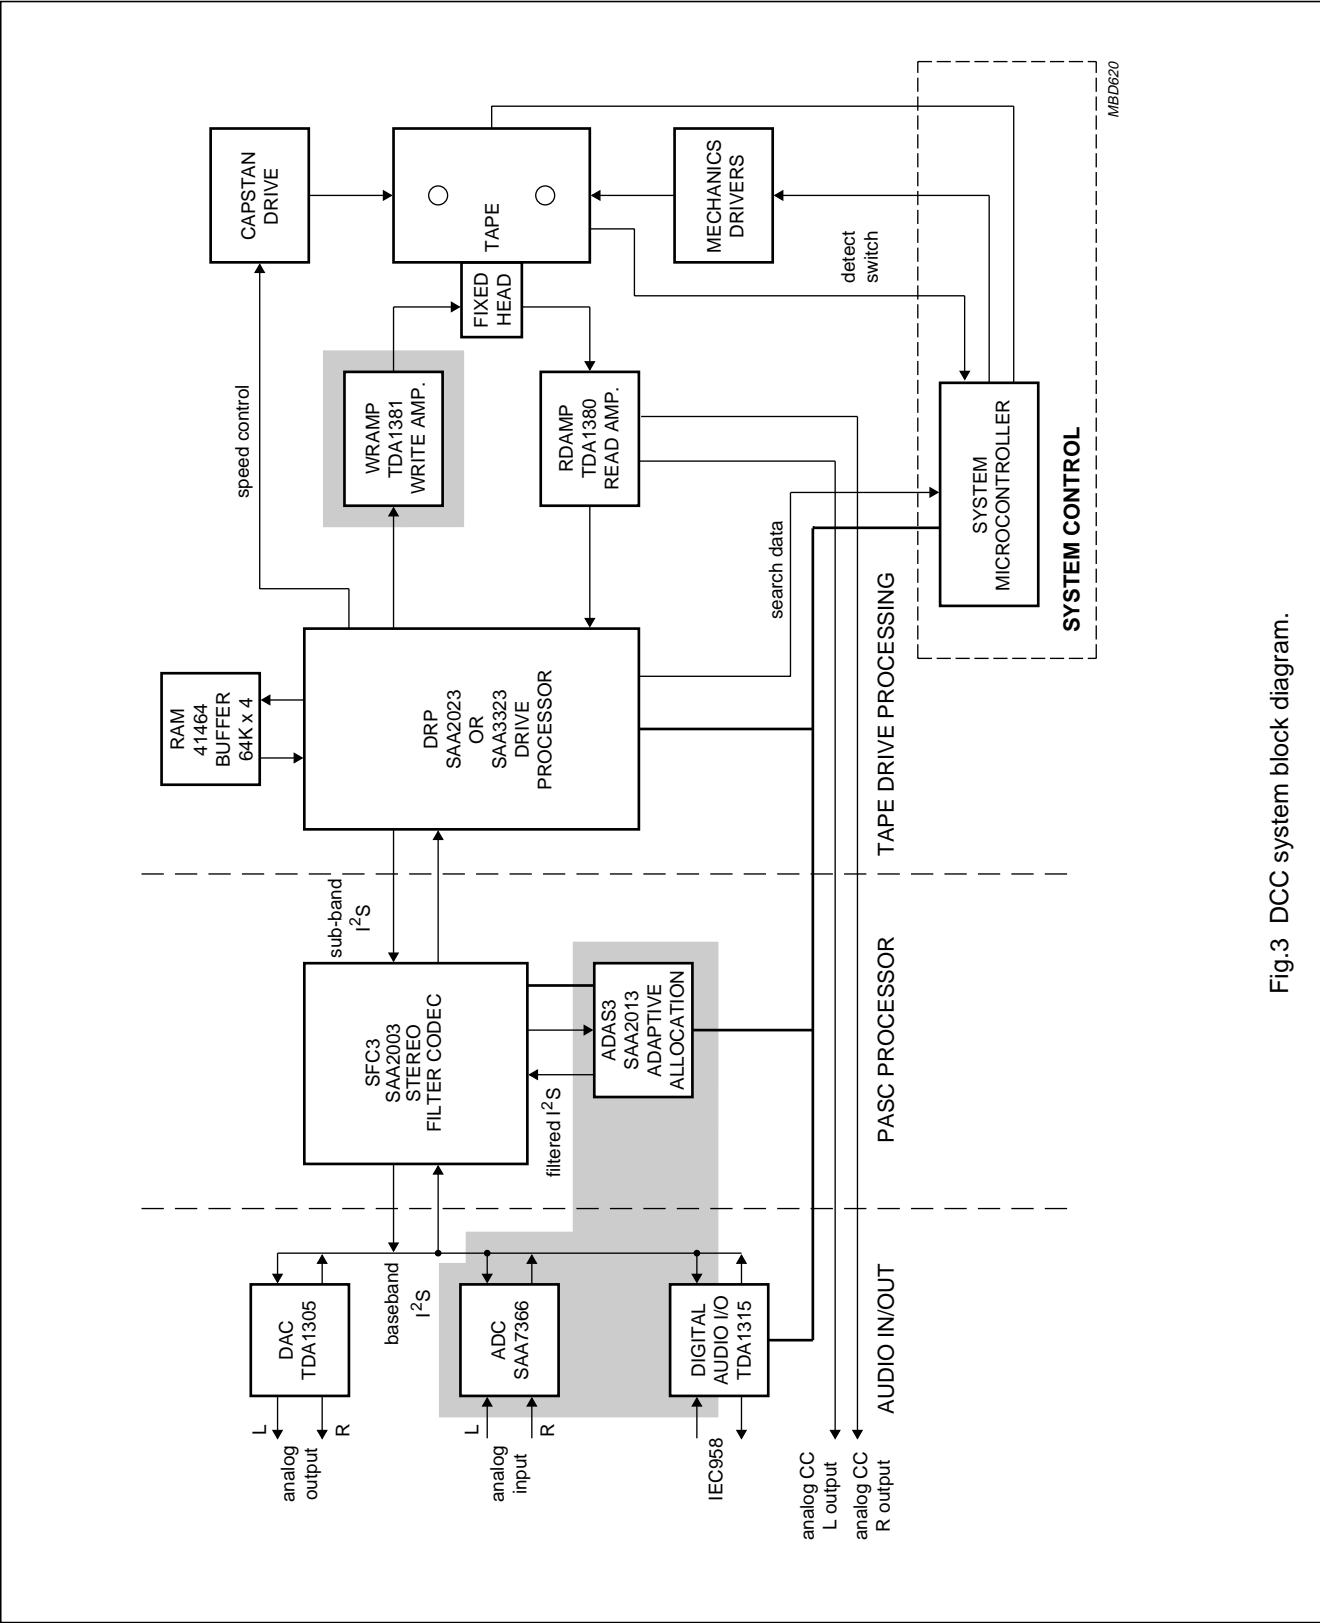 CAPSTAN
DRIVE
TAPE
MECHANICS
DRIVERS
MBD620
FIXED
HEAD
detect
switch
speed control
WRAMP
TDA1381
WRITE AMP.
RDAMP
TDA1380
READ AMP.
SYSTEM
MICROCONTROLLER
SYSTEM CONTROL
search data
RAM
41464
BUFFER
64K x 4
DRP
SAA2023
OR
SAA3323
DRIVE
PROCESSOR
TAPE DRIVE PROCESSING
sub-band
I2S
SFC3
SAA2003
STEREO
FILTER CODEC
ADAS3
SAA2013
ADAPTIVE
ALLOCATION
filtered I2S
PASC PROCESSOR
baseband
I2S
DAC
TDA1305
ADC
SAA7366
DIGITAL
AUDIO I/O
TDA1315
AUDIO IN/OUT
L
R
analog
output
L
R
analog
input
IEC958
analog CC
L output
analog CC
R output
Fig.3 DCC system block diagram.